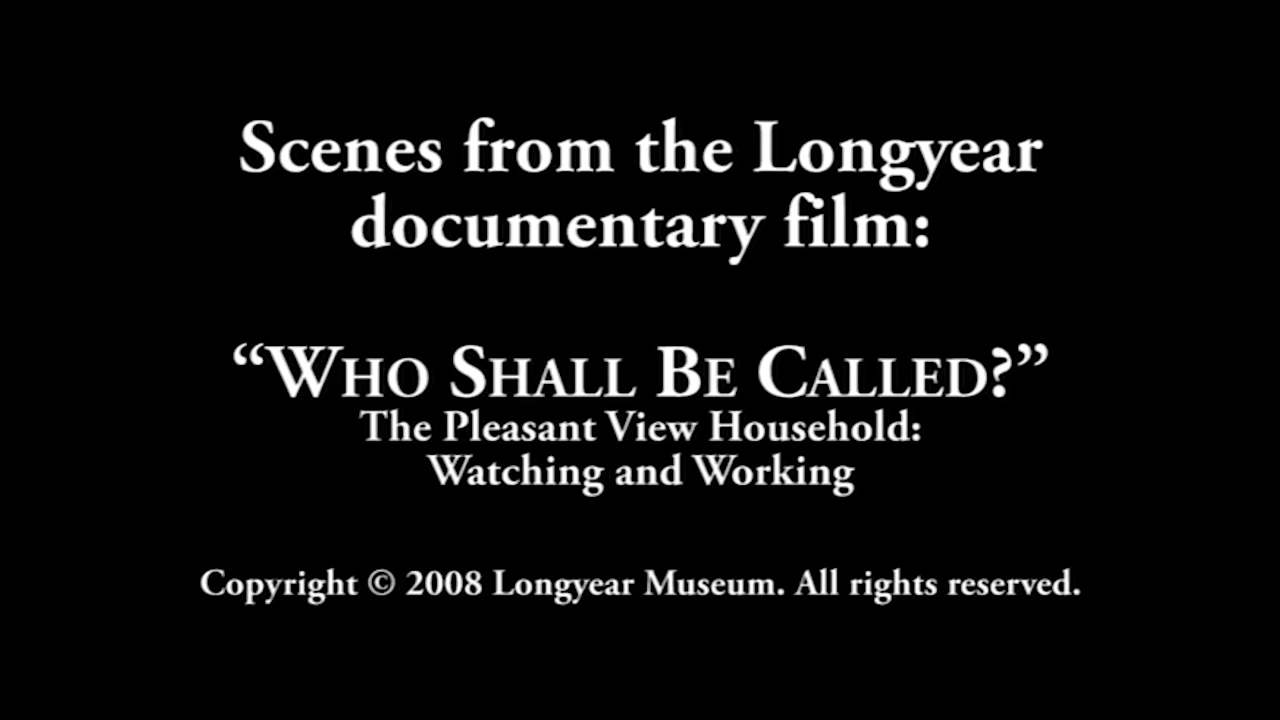 Scenes from the Longyear
documentary film:
“WHO SHALL BE CALLED?”
The Pleasant View Household:
Watching and Working
Copyright © 2008 Longyear Museum. All rights reserved.